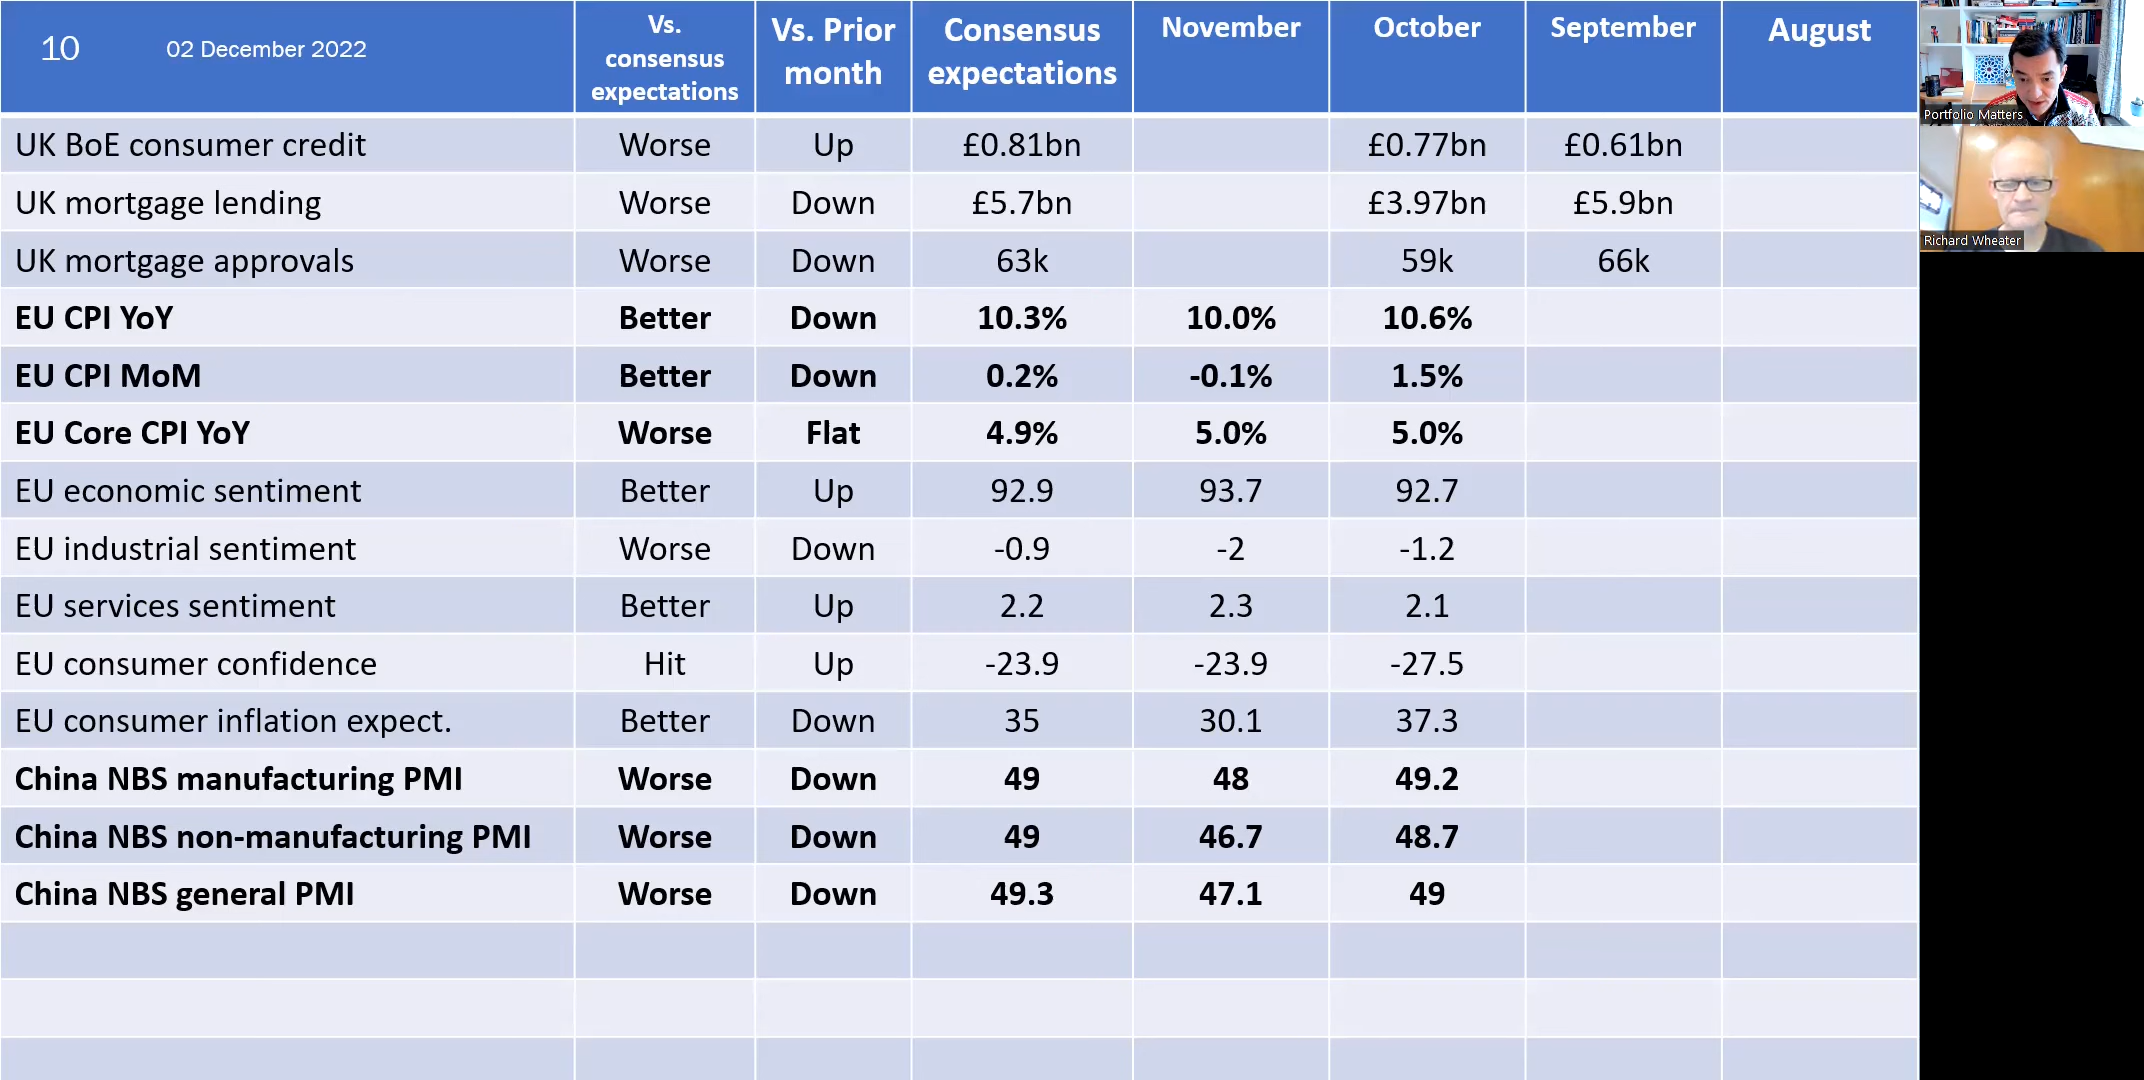 10 02 December 2022 Vs. consensus expectations Vs. Prior month Consensus expectations November October September August
UK BoE consumer credit Worse Up £0.81bn £0.77bn £0.61bn
UK mortgage lending Worse Down £5.7bn £3.97bn £5.9bn
UK mortgage approvals Worse Down 63k 59k 66k
EU CPI YoY Better Down 10.3% 10.0% 10.6%
EU CPI MoM Better Down 0.2% -0.1% 1.5%
EU Core CPI YoY Worse Flat 4.9% 5.0% 5.0%
EU economic sentiment Better Up 92.9 93.7 92.7
EU industrial sentiment Worse Down -0.9 -2 -1.2
EU services sentiment Better Up 2.2 2.3 2.1
EU consumer confidence Hit Up -23.9 -23.9 -27.5
EU consumer inflation expect. Better Down 35 30.1 37.3
China NBS manufacturing PMI Worse Down 49 48 49.2
China NBS non-manufacturing PMI Worse Down 49 46.7 48.7
China NBS general PMI Worse Down 49.3 47.1 49
Portfolio Matters
Richard Wheater